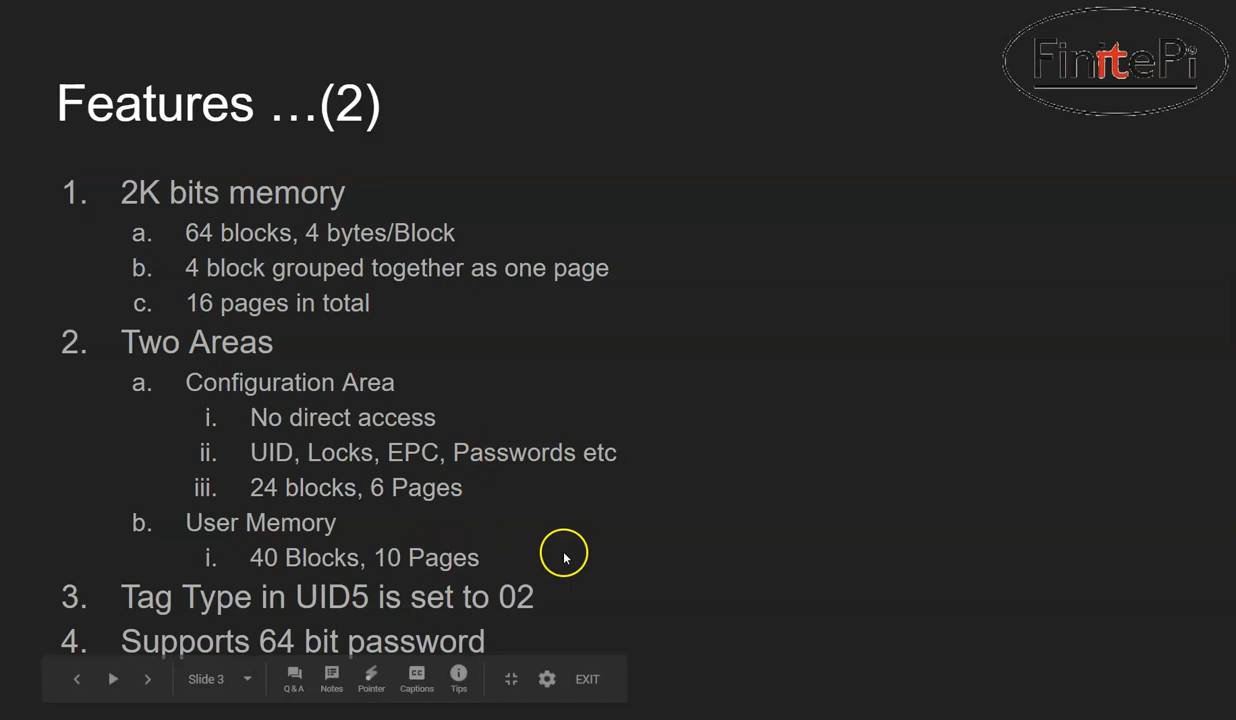 FinitePi
Features …(2)
1. 2K bits memory
a. 64 blocks, 4 bytes/Block
b. 4 block grouped together as one page
c. 16 pages in total
2. Two Areas
a. Configuration Area
i. No direct access
ii. UID, Locks, EPC, Passwords etc
iii. 24 blocks, 6 Pages
b. User Memory
i. 40 Blocks, 10 Pages
3. Tag Type in UID5 is set to 02
4. Supports 64 bit password
Slide 3
Q & A
Notes
Pointer
CC
Captions
Tips
EXIT